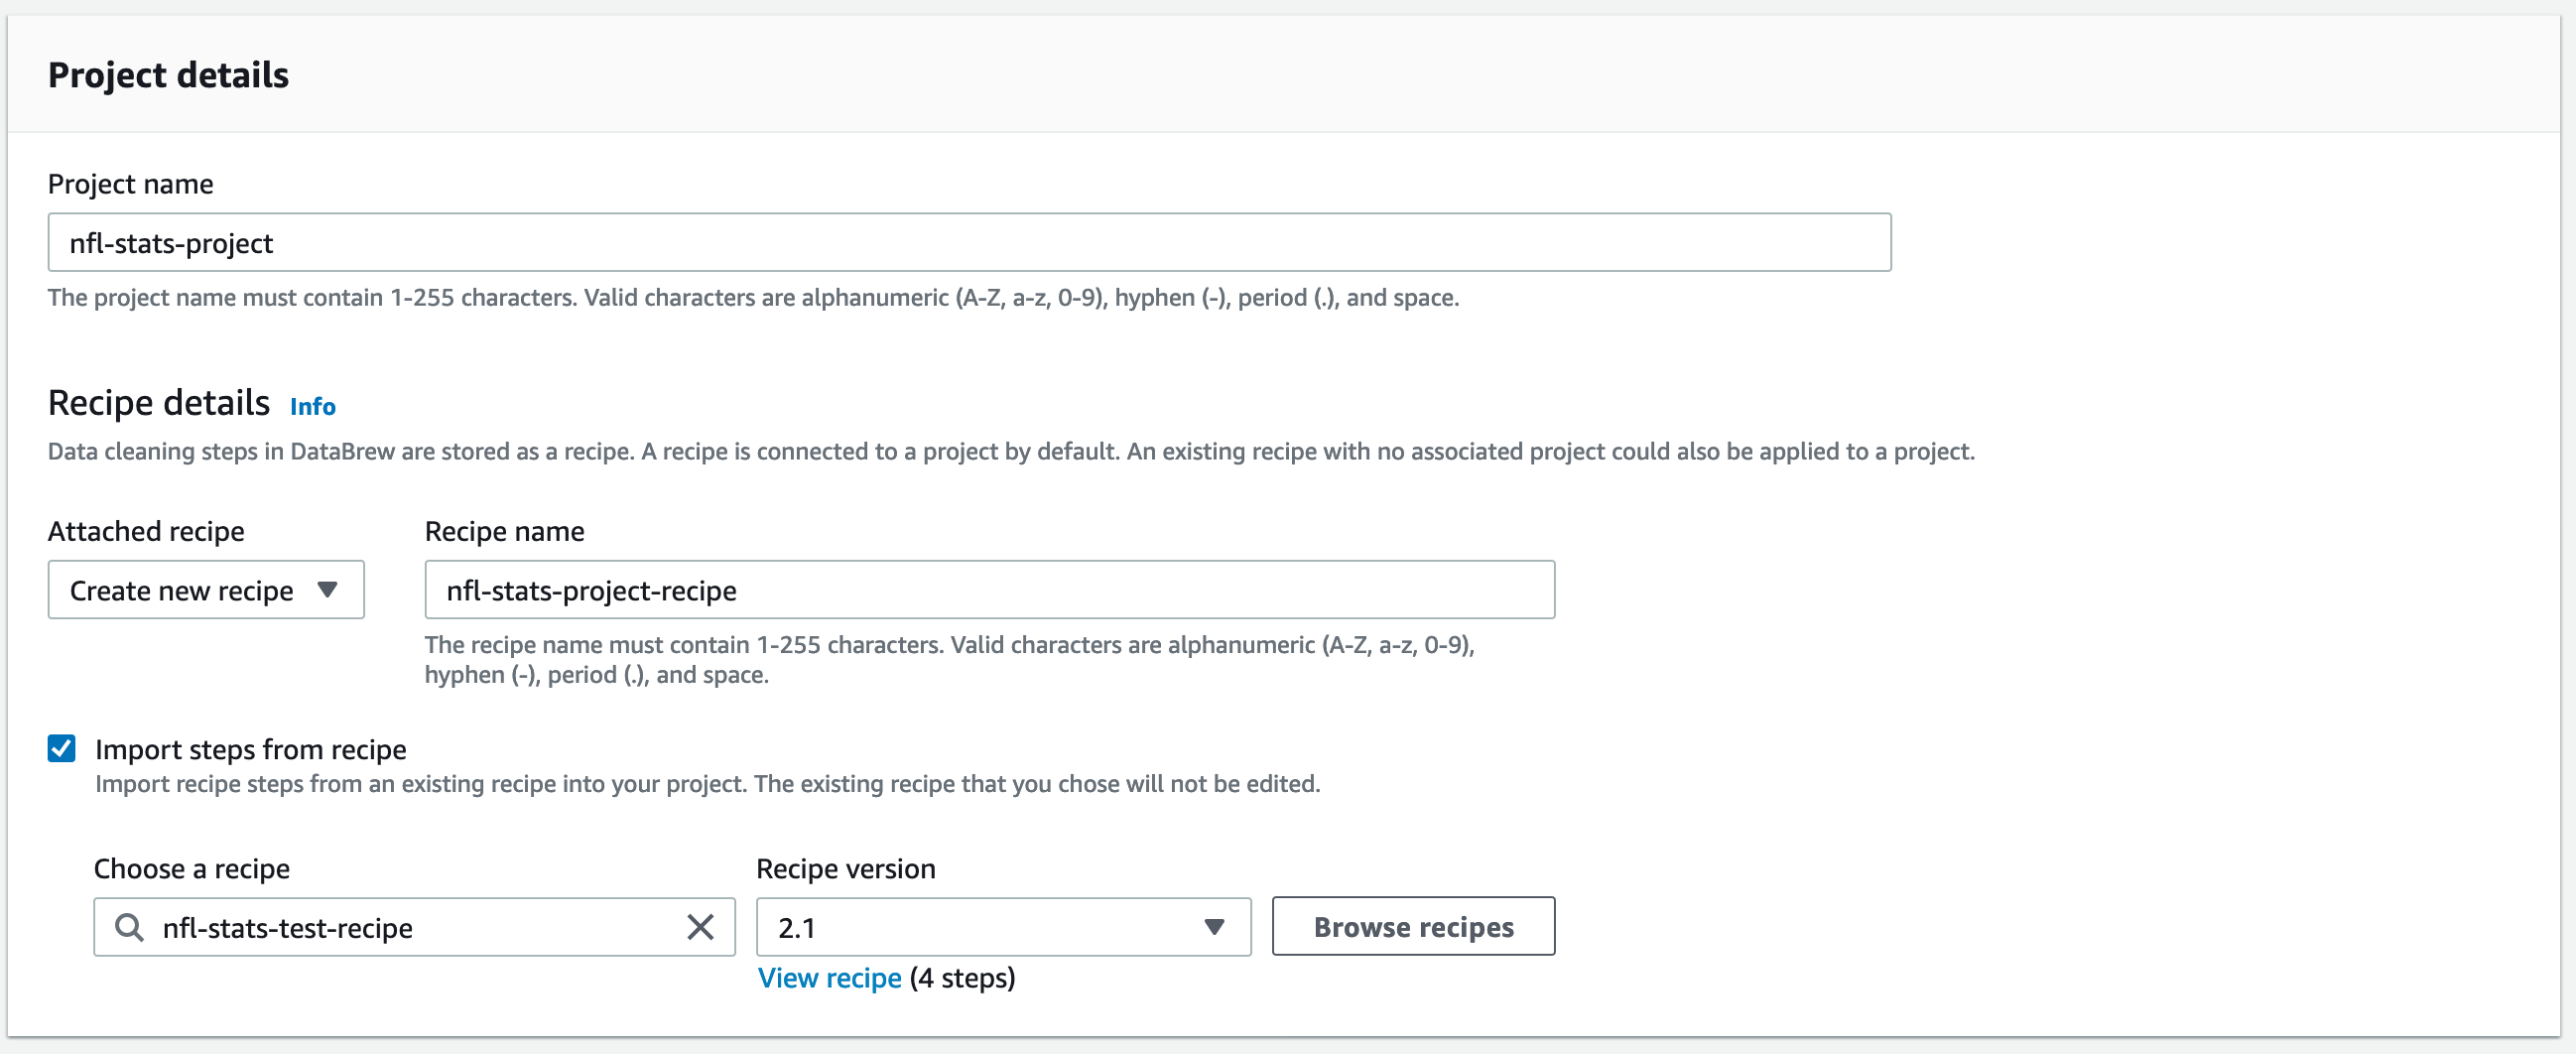 Project details
Project name
nfl-stats-project
The project name must contain 1-255 characters. Valid characters are alphanumeric (A-Z, a-z, 0-9), hyphen (-), period (.), and space.
Recipe details Info
Data cleaning steps in DataBrew are stored as a recipe. A recipe is connected to a project by default. An existing recipe with no associated project could also be applied to a project.
Attached recipe
Create new recipe
Recipe name
nfl-stats-project-recipe
The recipe name must contain 1-255 characters. Valid characters are alphanumeric (A-Z, a-z, 0-9),
hyphen (-), period (.), and space.
Import steps from recipe
Import recipe steps from an existing recipe into your project. The existing recipe that you chose will not be edited.
Choose a recipe
nfl-stats-test-recipe
Recipe version
2.1
Browse recipes
View recipe (4 steps)